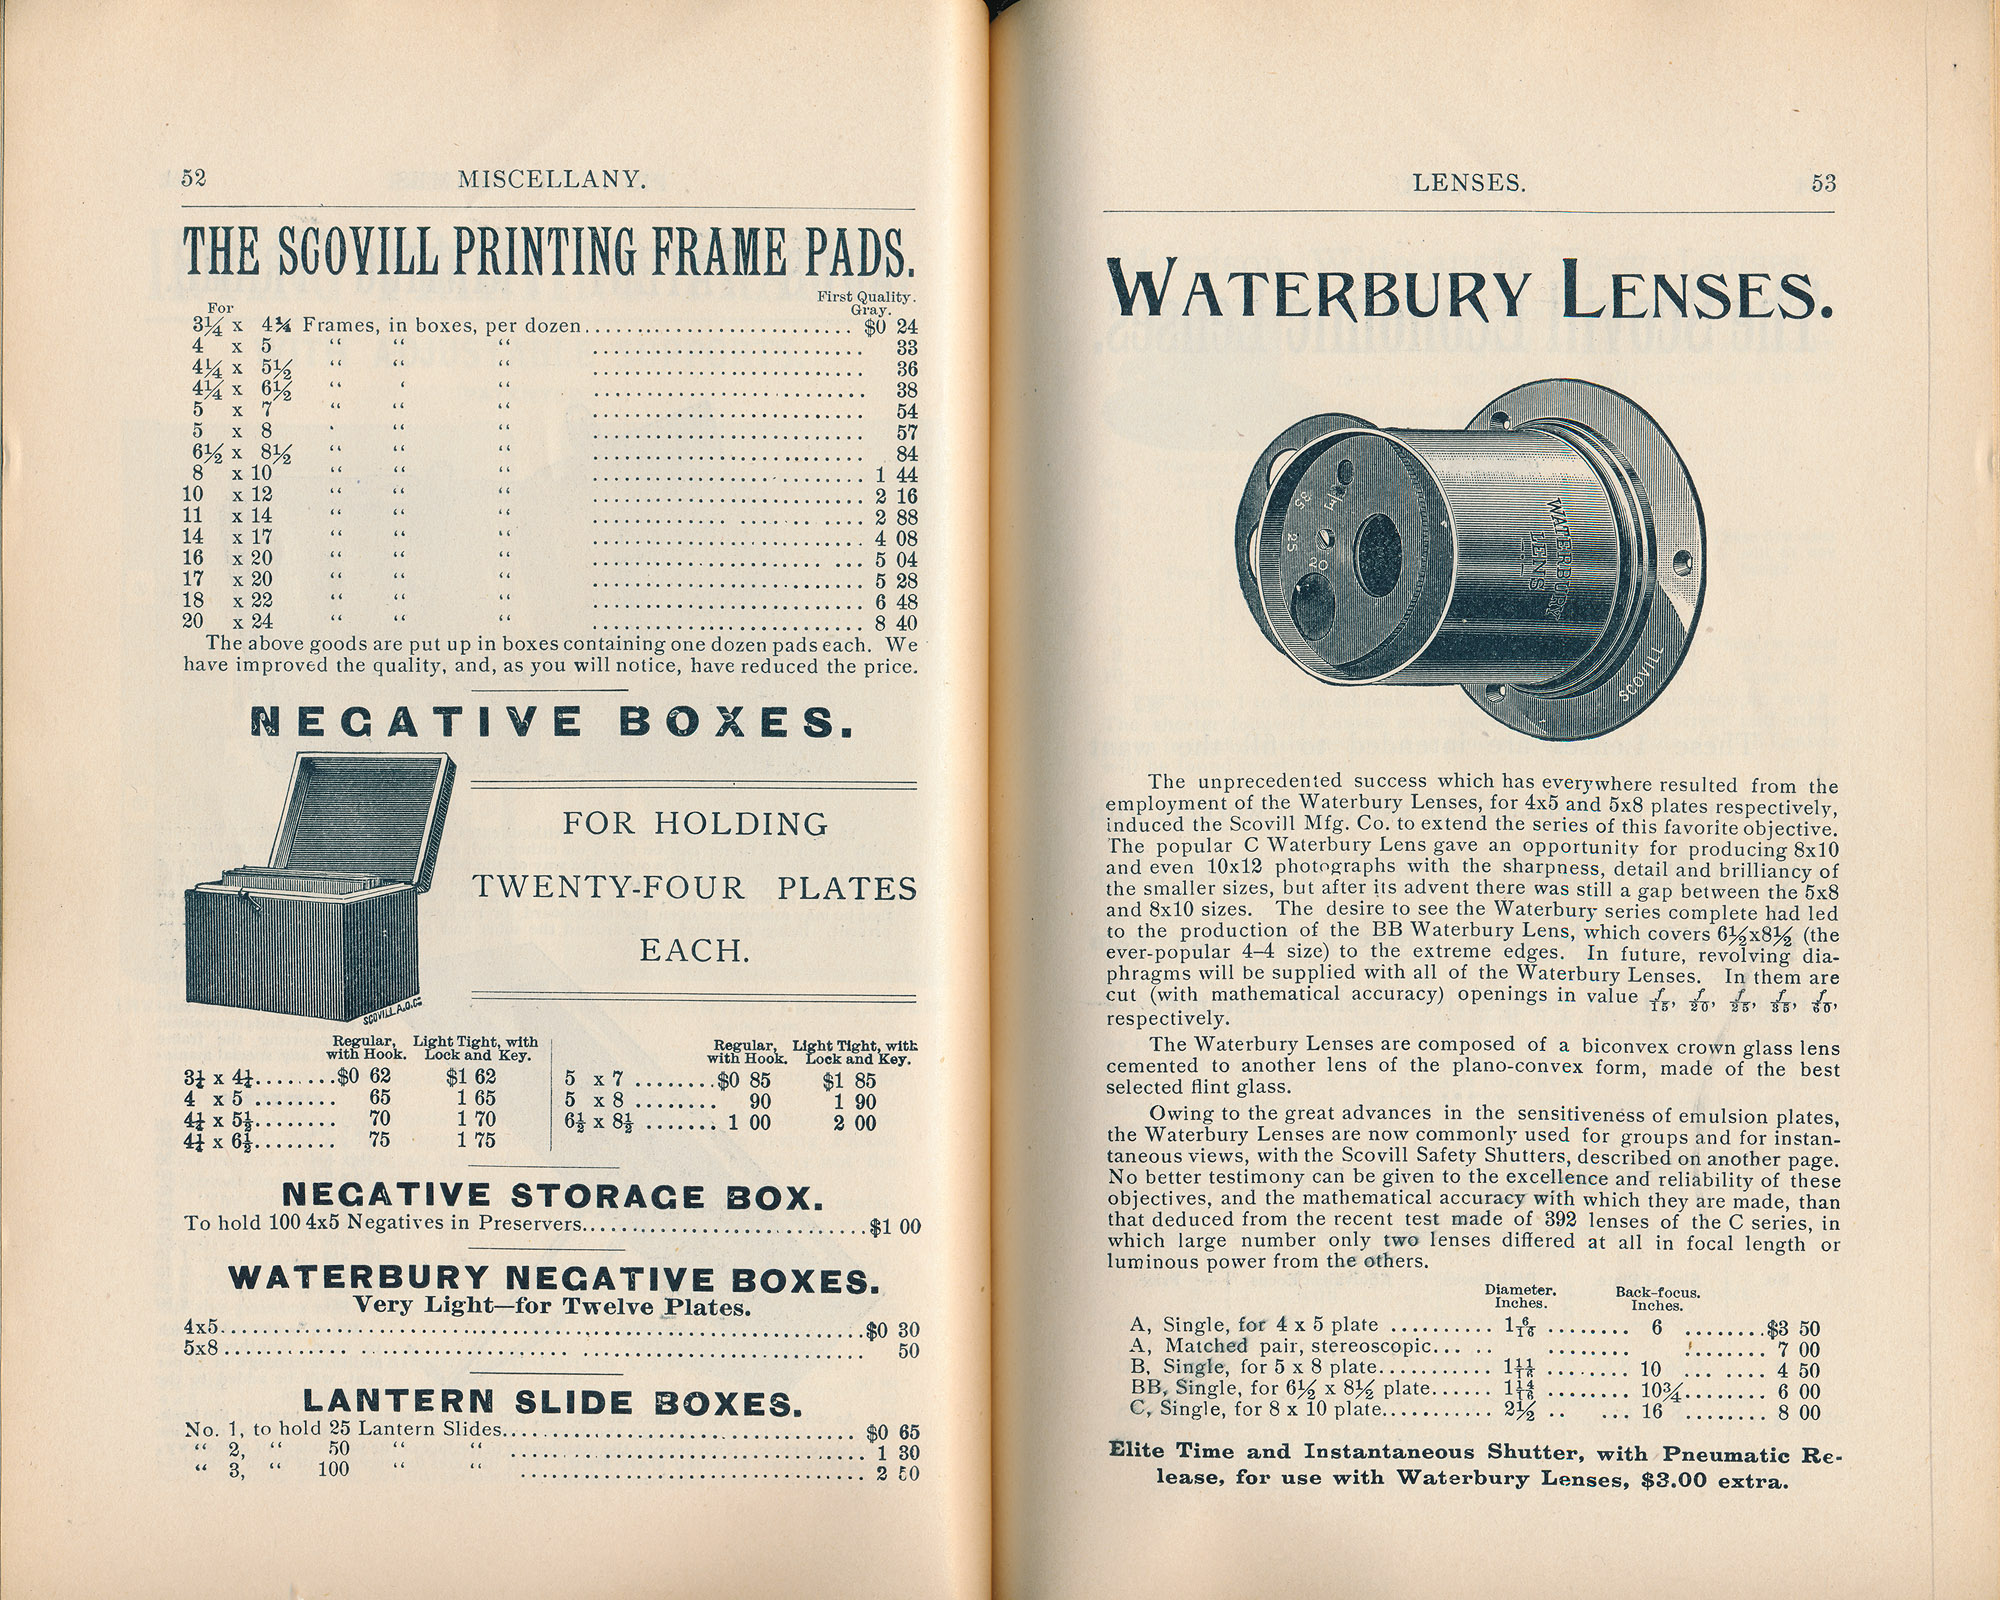 52 MISCELLANY.
THE SCOVILL PRINTING FRAME PADS.
For First Quality. Gray.
3¼ x 4¼ Frames, in boxes, per dozen.......................... $0 24
4 x 5 “ “ “ .......................... 33
4¼ x 5½ “ “ “ .......................... 36
4¼ x 6½ “ ‘ “ .......................... 38
5 x 7 “ “ “ .......................... 54
5 x 8 “ “ “ .......................... 57
6½ x 8½ “ “ “ .......................... 84
8 x 10 “ “ “ .......................... 1 44
10 x 12 “ “ “ .......................... 2 16
11 x 14 “ “ “ .......................... 2 88
14 x 17 “ “ “ .......................... 4 08
16 x 20 “ “ “ .......................... 5 04
17 x 20 “ “ “ .......................... 5 28
18 x 22 “ “ “ .......................... 6 48
20 x 24 “ “ “ .......................... 8 40
The above goods are put up in boxes containing one dozen pads each. We
have improved the quality, and, as you will notice, have reduced the price.
NEGATIVE BOXES.
FOR HOLDING
TWENTY-FOUR PLATES
EACH.
SCOVILL A.O.Co
Regular, with Hook. Light Tight, with Lock and Key.
3¼ x 4¼........$0 62 $1 62
4 x 5 ........ 65 1 65
4¼ x 5½........ 70 1 70
4¼ x 6½........ 75 1 75
Regular, with Hook. Light Tight, with Lock and Key.
5 x 7 ........$0 85 $1 85
5 x 8 ........ 90 1 90
6½ x 8½ ....... 1 00 2 00
NEGATIVE STORAGE BOX.
To hold 100 4x5 Negatives in Preservers..............................$1 00
WATERBURY NEGATIVE BOXES.
Very Light—for Twelve Plates.
4x5..............................................................$0 30
5x8.............................................................. 50
LANTERN SLIDE BOXES.
No. 1, to hold 25 Lantern Slides...................................$0 65
“ 2, “ 50 “ “ ................................... 1 30
“ 3, “ 100 “ “ ................................... 2 50
LENSES. 53
WATERBURY LENSES.
35
25
20
WATERBURY
LENS
SCOVILL
The unprecedented success which has everywhere resulted from the
employment of the Waterbury Lenses, for 4x5 and 5x8 plates respectively,
induced the Scovill Mfg. Co. to extend the series of this favorite objective.
The popular C Waterbury Lens gave an opportunity for producing 8x10
and even 10x12 photographs with the sharpness, detail and brilliancy of
the smaller sizes, but after its advent there was still a gap between the 5x8
and 8x10 sizes. The desire to see the Waterbury series complete had led
to the production of the BB Waterbury Lens, which covers 6½x8½ (the
ever-popular 4–4 size) to the extreme edges. In future, revolving dia-
phragms will be supplied with all of the Waterbury Lenses. In them are
cut (with mathematical accuracy) openings in value f/15, f/20, f/25, f/35, f/60,
respectively.
The Waterbury Lenses are composed of a biconvex crown glass lens
cemented to another lens of the plano-convex form, made of the best
selected flint glass.
Owing to the great advances in the sensitiveness of emulsion plates,
the Waterbury Lenses are now commonly used for groups and for instan-
taneous views, with the Scovill Safety Shutters, described on another page.
No better testimony can be given to the excellence and reliability of these
objectives, and the mathematical accuracy with which they are made, than
that deduced from the recent test made of 392 lenses of the C series, in
which large number only two lenses differed at all in focal length or
luminous power from the others.
Diameter. Inches. Back-focus. Inches.
A, Single, for 4 x 5 plate .......... 1 6/16 ........ 6 ........$3 50
A, Matched pair, stereoscopic... .. ........ ....... 7 00
B, Single, for 5 x 8 plate........... 1 11/16 ........ 10 ... .... 4 50
BB, Single, for 6½ x 8½ plate...... 1 14/16 ........ 10¾........ 6 00
C, Single, for 8 x 10 plate........... 2½ .. ... 16 ........ 8 00
Elite Time and Instantaneous Shutter, with Pneumatic Re-
lease, for use with Waterbury Lenses, $3.00 extra.